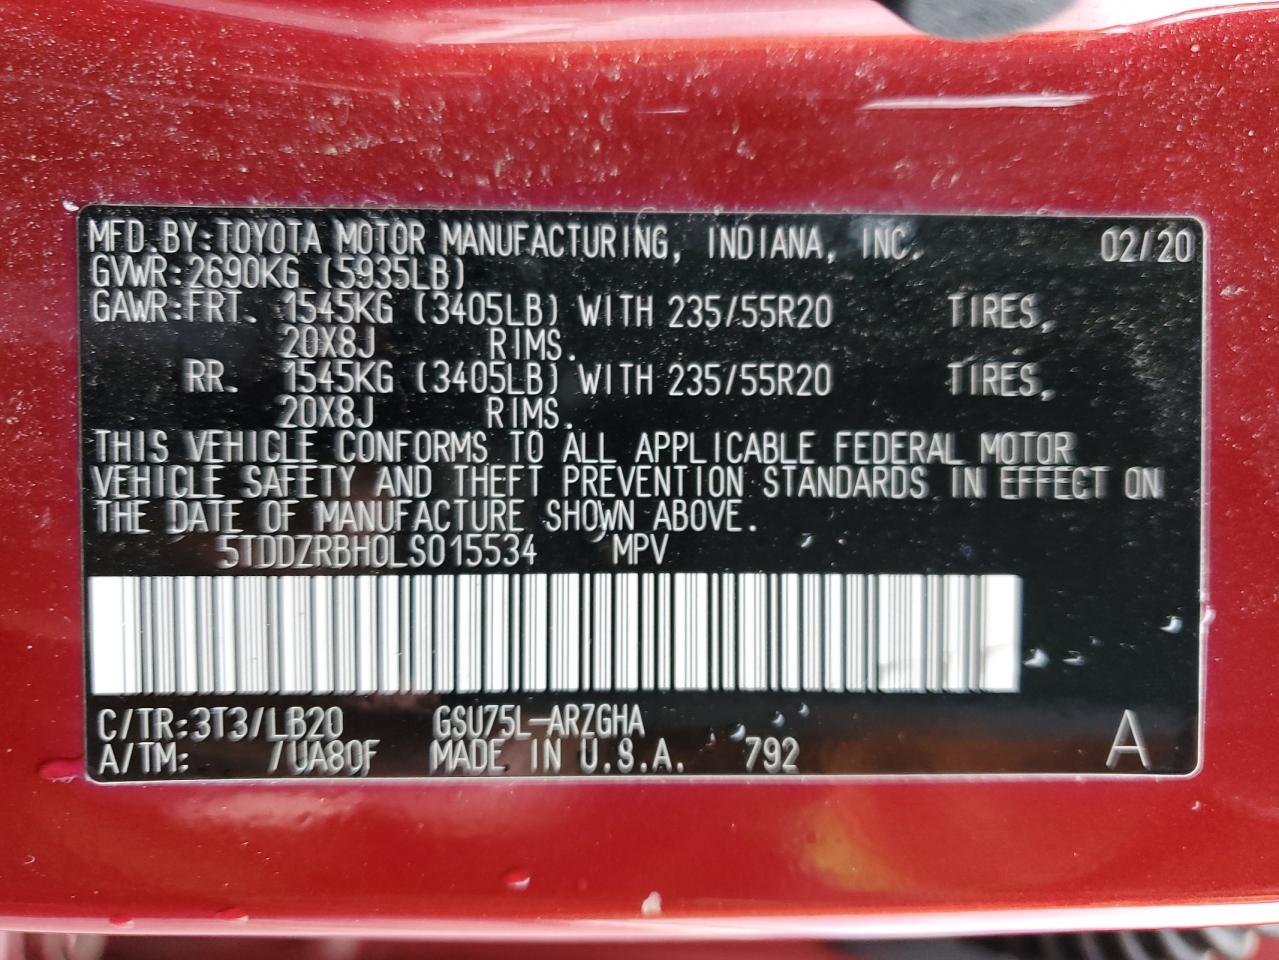 MFD.BY:TOYOTA MOTOR MANUFACTURING, INDIANA, INC. 02/20
GVWR:2690KG (5935LB)
GAWR:FRT. 1545KG (3405LB) WITH 235/55R20 TIRES,
20X8J RIMS.
RR. 1545KG (3405LB) WITH 235/55R20 TIRES,
20X8J RIMS.
THIS VEHICLE CONFORMS TO ALL APPLICABLE FEDERAL MOTOR
VEHICLE SAFETY AND THEFT PREVENTION STANDARDS IN EFFECT ON
THE DATE OF MANUFACTURE SHOWN ABOVE.
5TDDZRBH0LS015534 MPV
C/TR:3T3/LB20 GSU75L-ARZGHA
A/TM: /UA80F MADE IN U.S.A. 792 A